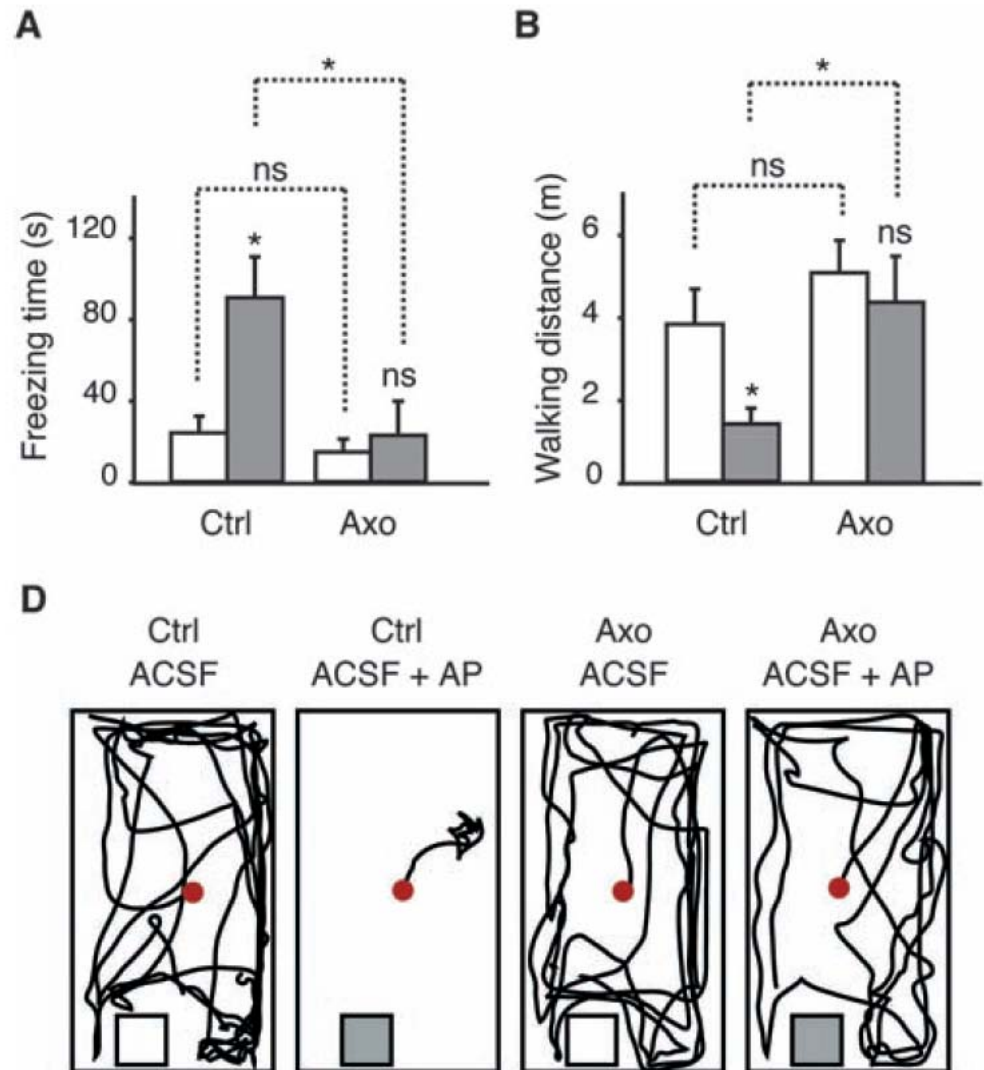 A
*
ns
*
ns
Freezing time (s)
120
80
40
0
Ctrl
Axo
B
*
ns
ns
*
Walking distance (m)
6
4
2
0
Ctrl
Axo
D
Ctrl
ACSF
Ctrl
ACSF + AP
Axo
ACSF
Axo
ACSF + AP